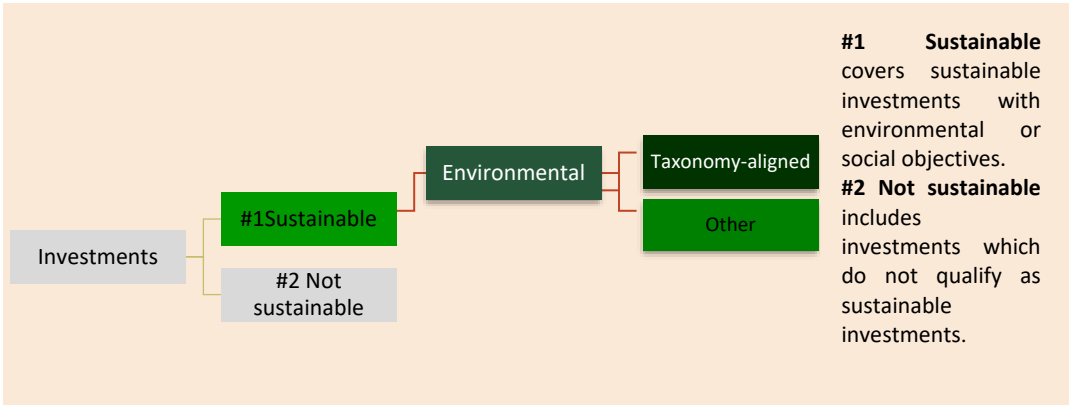 Investments
#1Sustainable
#2 Not
sustainable
Environmental
Taxonomy-aligned
Other
#1 Sustainable
covers sustainable
investments with
environmental or
social objectives.
#2 Not sustainable
includes
investments which
do not qualify as
sustainable
investments.